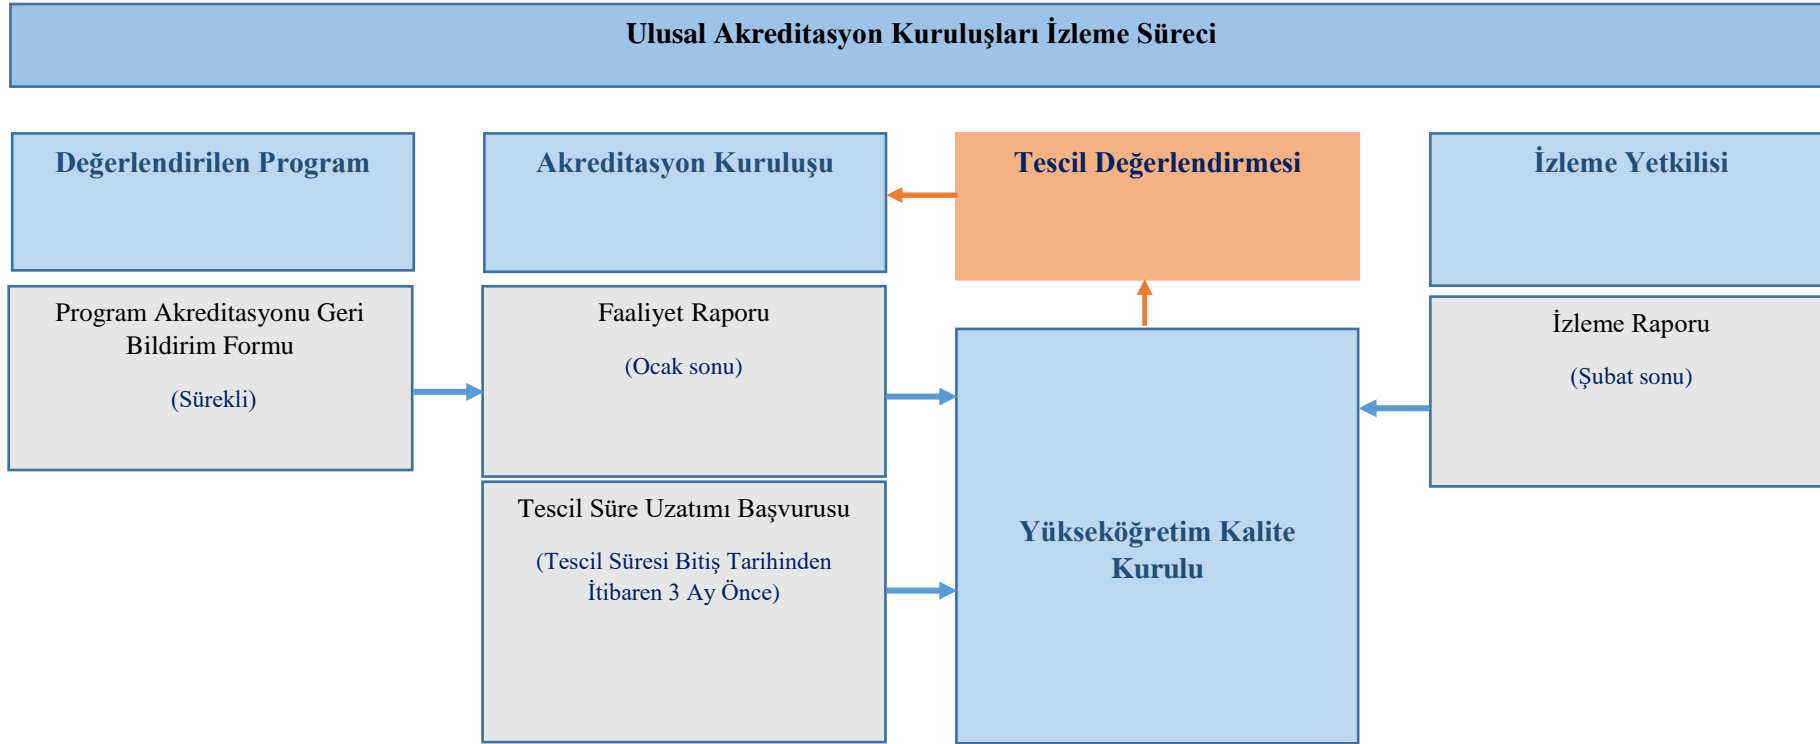 Ulusal Akreditasyon Kuruluşları İzleme Süreci
Değerlendirilen Program
Akreditasyon Kuruluşu
Tescil Değerlendirmesi
İzleme Yetkilisi
Program Akreditasyonu Geri
Bildirim Formu
(Sürekli)
Faaliyet Raporu
(Ocak sonu)
Tescil Süre Uzatımı Başvurusu
(Tescil Süresi Bitiş Tarihinden
İtibaren 3 Ay Önce)
Yükseköğretim Kalite
Kurulu
İzleme Raporu
(Şubat sonu)